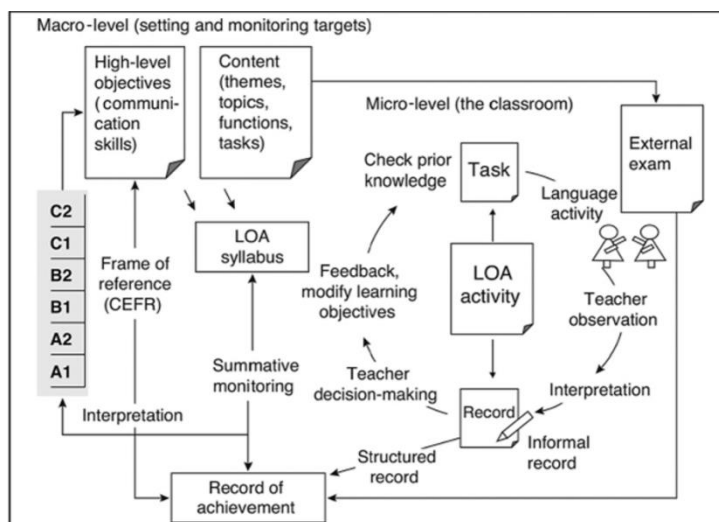 Macro-level (setting and monitoring targets)
High-level
objectives
(communi-
cation
skills)
Content
(themes,
topics,
functions,
tasks)
Micro-level (the classroom)
External
exam
Check prior
knowledge
Task
Language
activity
C2
C1
B2
B1
A2
A1
Frame of
reference
(CEFR)
LOA
syllabus
Feedback,
modify learning
objectives
LOA
activity
Teacher
observation
Summative
monitoring
Teacher
decision-making
Interpretation
Record
Interpretation
Informal
record
Structured
record
Record of
achievement